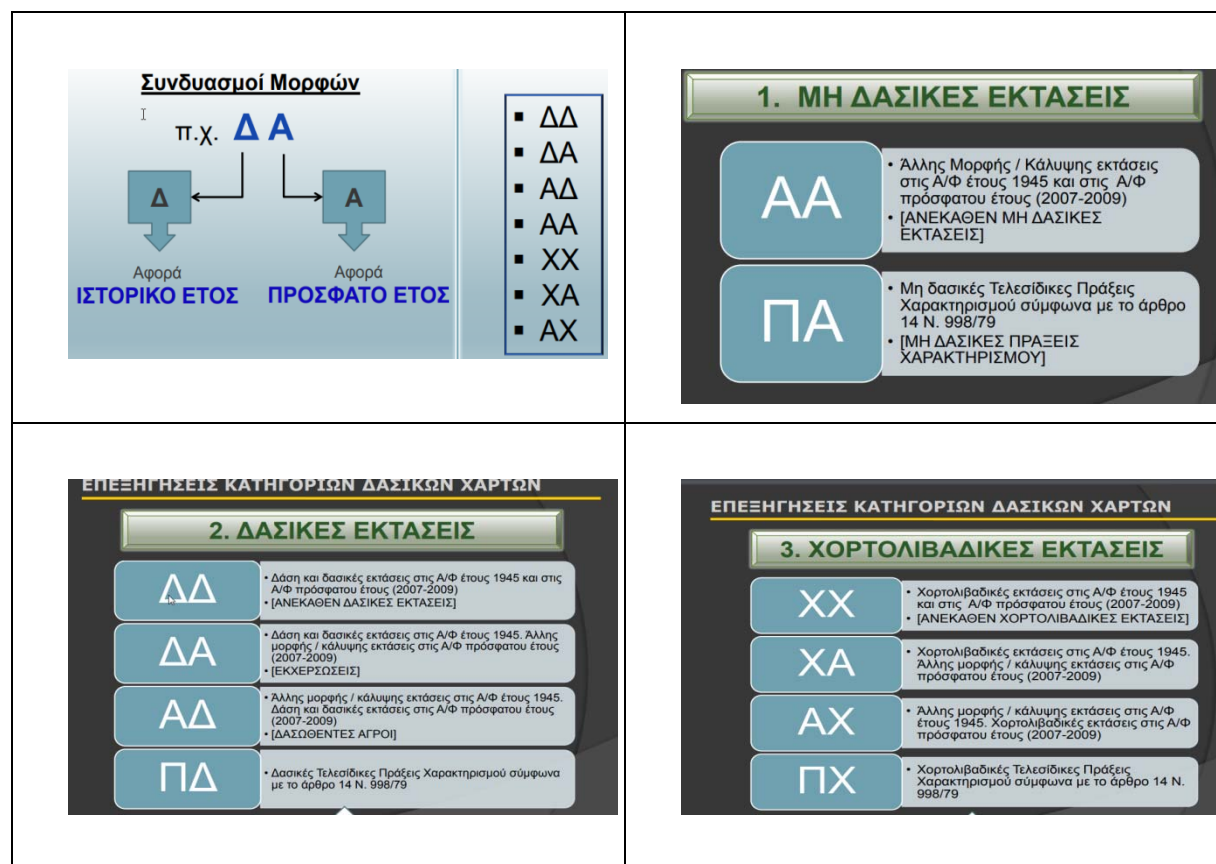 Συνδυασμοί Μορφών
π.χ. Δ Α
Δ
Α
Αφορά
ΙΣΤΟΡΙΚΟ ΕΤΟΣ
Αφορά
ΠΡΟΣΦΑΤΟ ΕΤΟΣ
▪ ΔΔ
▪ ΔΑ
▪ ΑΔ
▪ ΑΑ
▪ ΧΧ
▪ ΧΑ
▪ ΑΧ
1. ΜΗ ΔΑΣΙΚΕΣ ΕΚΤΑΣΕΙΣ
ΑΑ
• Άλλης Μορφής / Κάλυψης εκτάσεις
στις Α/Φ έτους 1945 και στις Α/Φ
πρόσφατου έτους (2007-2009)
• [ΑΝΕΚΑΘΕΝ ΜΗ ΔΑΣΙΚΕΣ
ΕΚΤΑΣΕΙΣ]
ΠΑ
• Μη δασικές Τελεσίδικες Πράξεις
Χαρακτηρισμού σύμφωνα με το άρθρο
14 Ν. 998/79
• [ΜΗ ΔΑΣΙΚΕΣ ΠΡΑΞΕΙΣ
ΧΑΡΑΚΤΗΡΙΣΜΟΥ]
ΕΠΕΞΗΓΗΣΕΙΣ ΚΑΤΗΓΟΡΙΩΝ ΔΑΣΙΚΩΝ ΧΑΡΤΩΝ
2. ΔΑΣΙΚΕΣ ΕΚΤΑΣΕΙΣ
ΔΔ
• Δάση και δασικές εκτάσεις στις Α/Φ έτους 1945 και στις
Α/Φ πρόσφατου έτους (2007-2009)
• [ΑΝΕΚΑΘΕΝ ΔΑΣΙΚΕΣ ΕΚΤΑΣΕΙΣ]
ΔΑ
• Δάση και δασικές εκτάσεις στις Α/Φ έτους 1945. Άλλης
μορφής / κάλυψης εκτάσεις στις Α/Φ πρόσφατου έτους
(2007-2009)
• [ΕΚΧΕΡΣΩΣΕΙΣ]
ΑΔ
• Άλλης μορφής / κάλυψης εκτάσεις στις Α/Φ έτους 1945.
Δάση και δασικές εκτάσεις στις Α/Φ πρόσφατου έτους
(2007-2009)
• [ΔΑΣΩΘΕΝΤΕΣ ΑΓΡΟΙ]
ΠΔ
• Δασικές Τελεσίδικες Πράξεις Χαρακτηρισμού σύμφωνα
με το άρθρο 14 Ν. 998/79
ΕΠΕΞΗΓΗΣΕΙΣ ΚΑΤΗΓΟΡΙΩΝ ΔΑΣΙΚΩΝ ΧΑΡΤΩΝ
3. ΧΟΡΤΟΛΙΒΑΔΙΚΕΣ ΕΚΤΑΣΕΙΣ
ΧΧ
• Χορτολιβαδικές εκτάσεις στις Α/Φ έτους 1945
και στις Α/Φ πρόσφατου έτους (2007-2009)
• [ΑΝΕΚΑΘΕΝ ΧΟΡΤΟΛΙΒΑΔΙΚΕΣ ΕΚΤΑΣΕΙΣ]
ΧΑ
• Χορτολιβαδικές εκτάσεις στις Α/Φ έτους 1945.
Άλλης μορφής / κάλυψης εκτάσεις στις Α/Φ
πρόσφατου έτους (2007-2009)
ΑΧ
• Άλλης μορφής / κάλυψης εκτάσεις στις Α/Φ
έτους 1945. Χορτολιβαδικές εκτάσεις στις Α/Φ
πρόσφατου έτους (2007-2009)
ΠΧ
• Χορτολιβαδικές Τελεσίδικες Πράξεις
Χαρακτηρισμού σύμφωνα με το άρθρο 14 Ν.
998/79